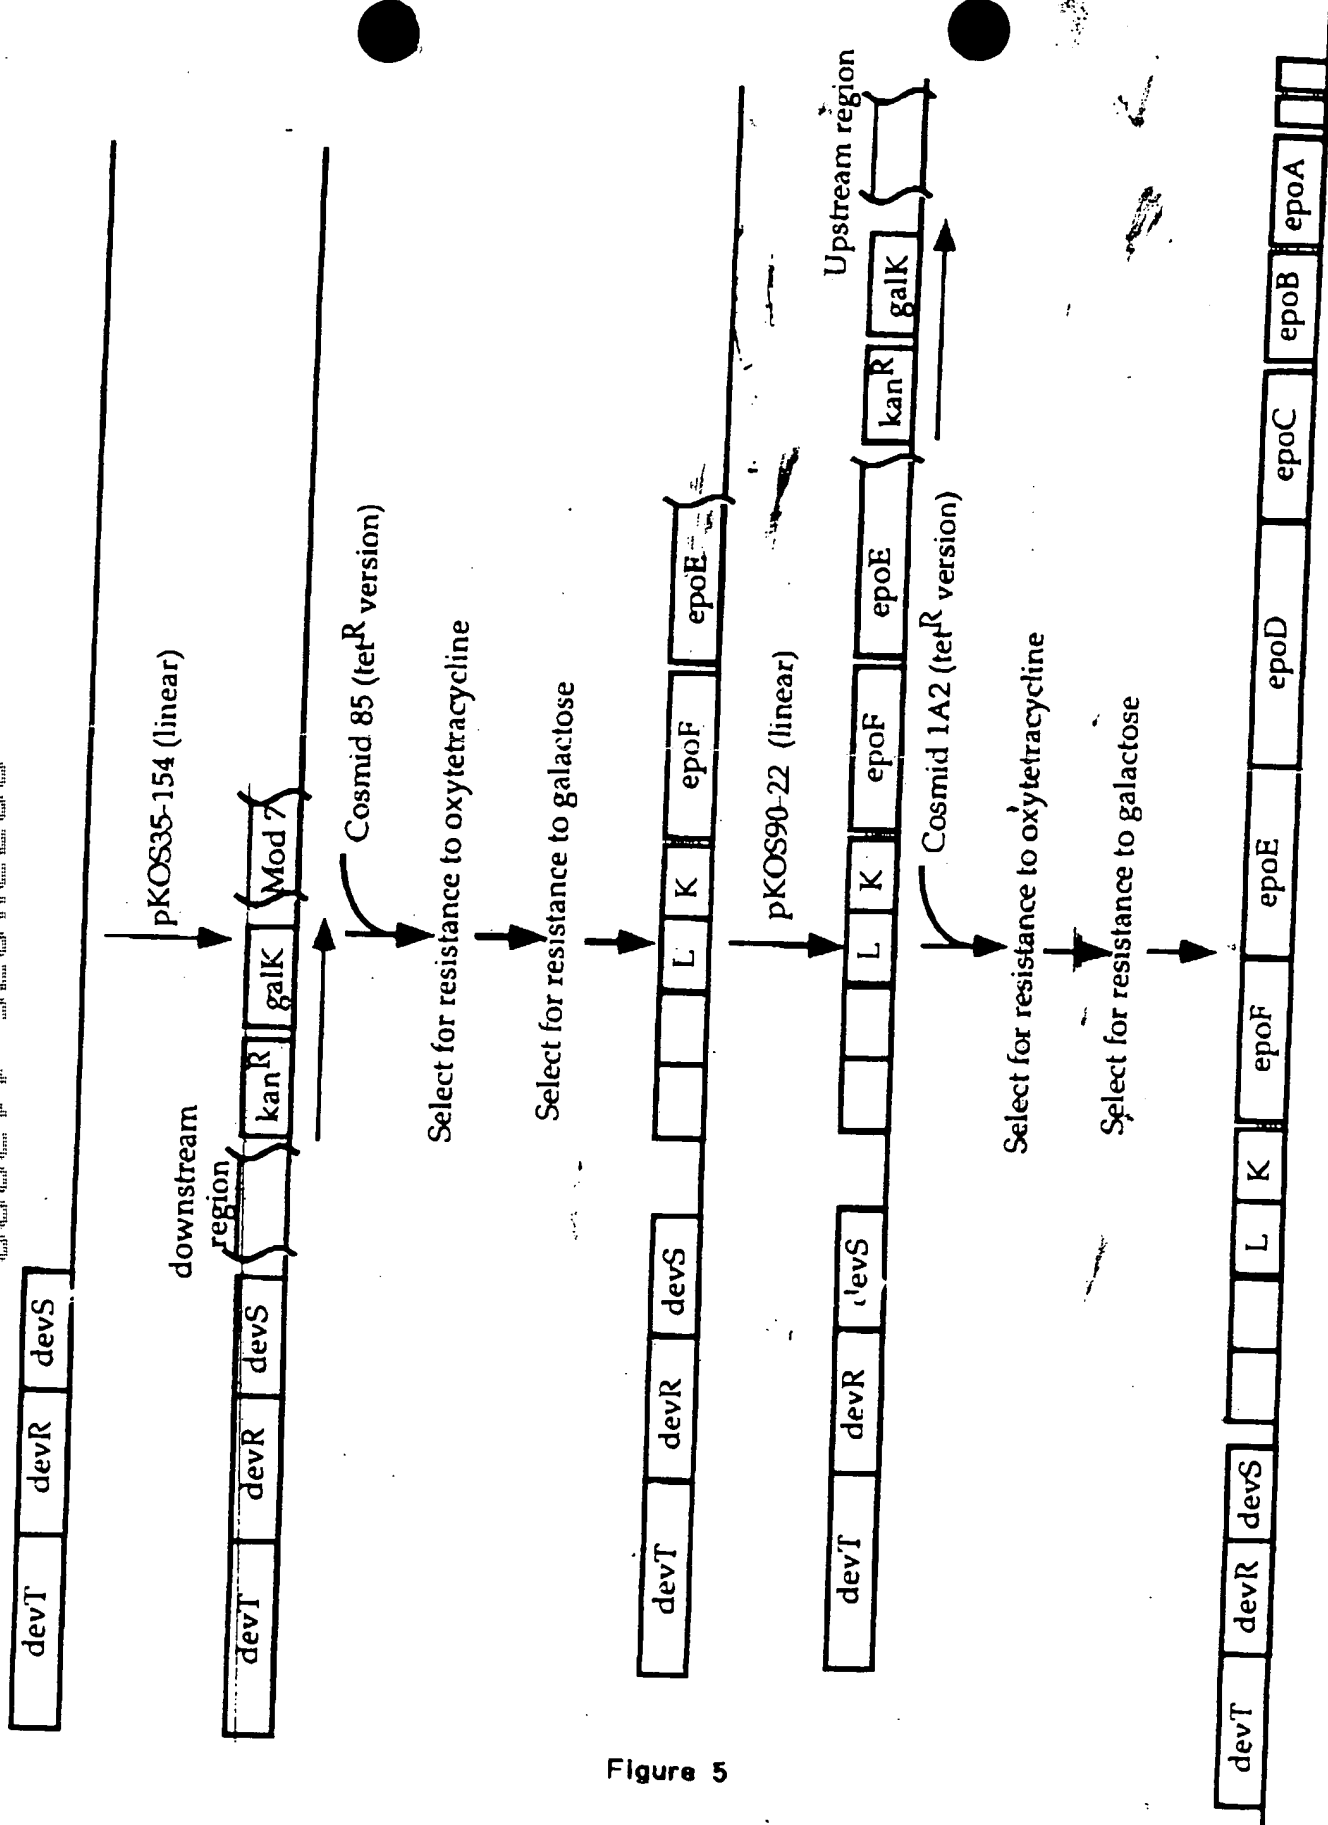 devT devR devS
pKOS35-154 (linear)
downstream
region
devT devR devS kanR galK Mod 7
Cosmid 85 (tetR version)
Select for resistance to oxytetracycline
Select for resistance to galactose
devT devR devS L K epoF epoE
pKOS90-22 (linear)
Upstream region
devT devR devS L K epoF epoE kanR galK
Cosmid 1A2 (tetR version)
Select for resistance to oxytetracycline
Select for resistance to galactose
devT devR devS L K epoF epoE epoD epoC epoB epoA
Figure 5